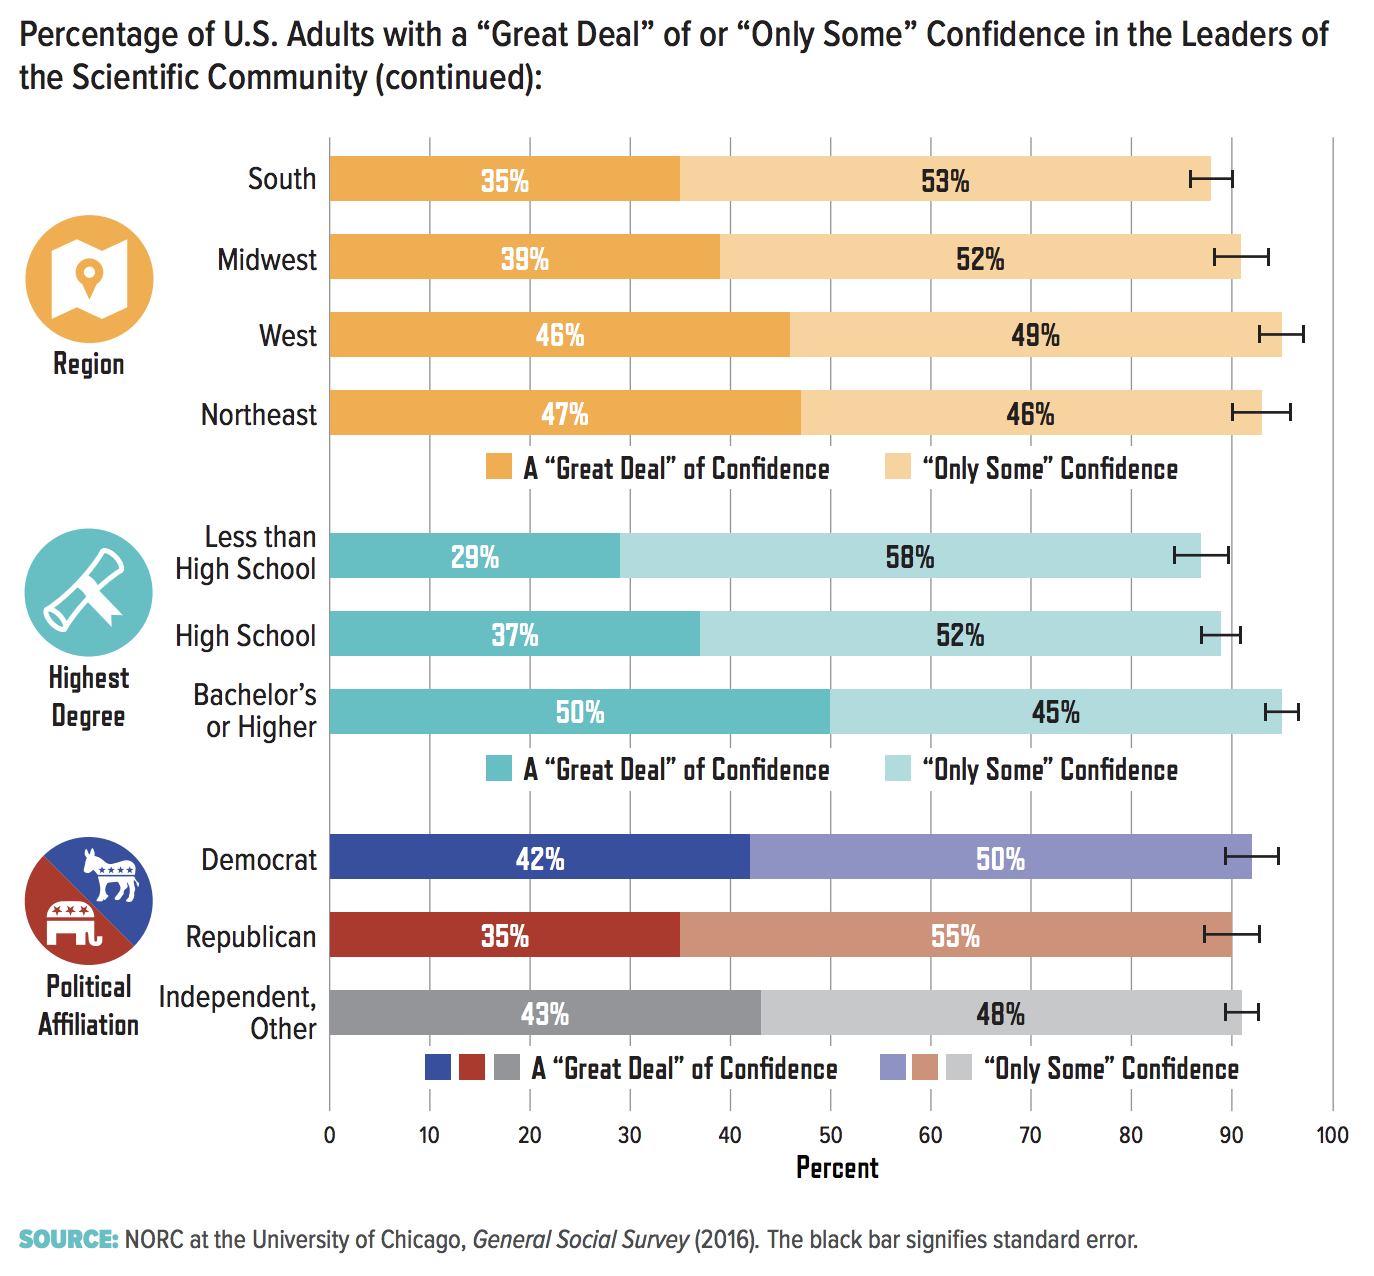 Percentage of U.S. Adults with a “Great Deal” of or “Only Some” Confidence in the Leaders of
the Scientific Community (continued):
South
35%
53%
Midwest
39%
52%
West
46%
49%
Northeast
47%
46%
Region
A “Great Deal” of Confidence
“Only Some” Confidence
Less than
High School
29%
58%
High School
37%
52%
Bachelor’s
or Higher
50%
45%
Highest
Degree
A “Great Deal” of Confidence
“Only Some” Confidence
Democrat
42%
50%
Republican
35%
55%
Independent,
Other
43%
48%
Political
Affiliation
A “Great Deal” of Confidence
“Only Some” Confidence
0 10 20 30 40 50 60 70 80 90 100
Percent
SOURCE: NORC at the University of Chicago, General Social Survey (2016). The black bar signifies standard error.